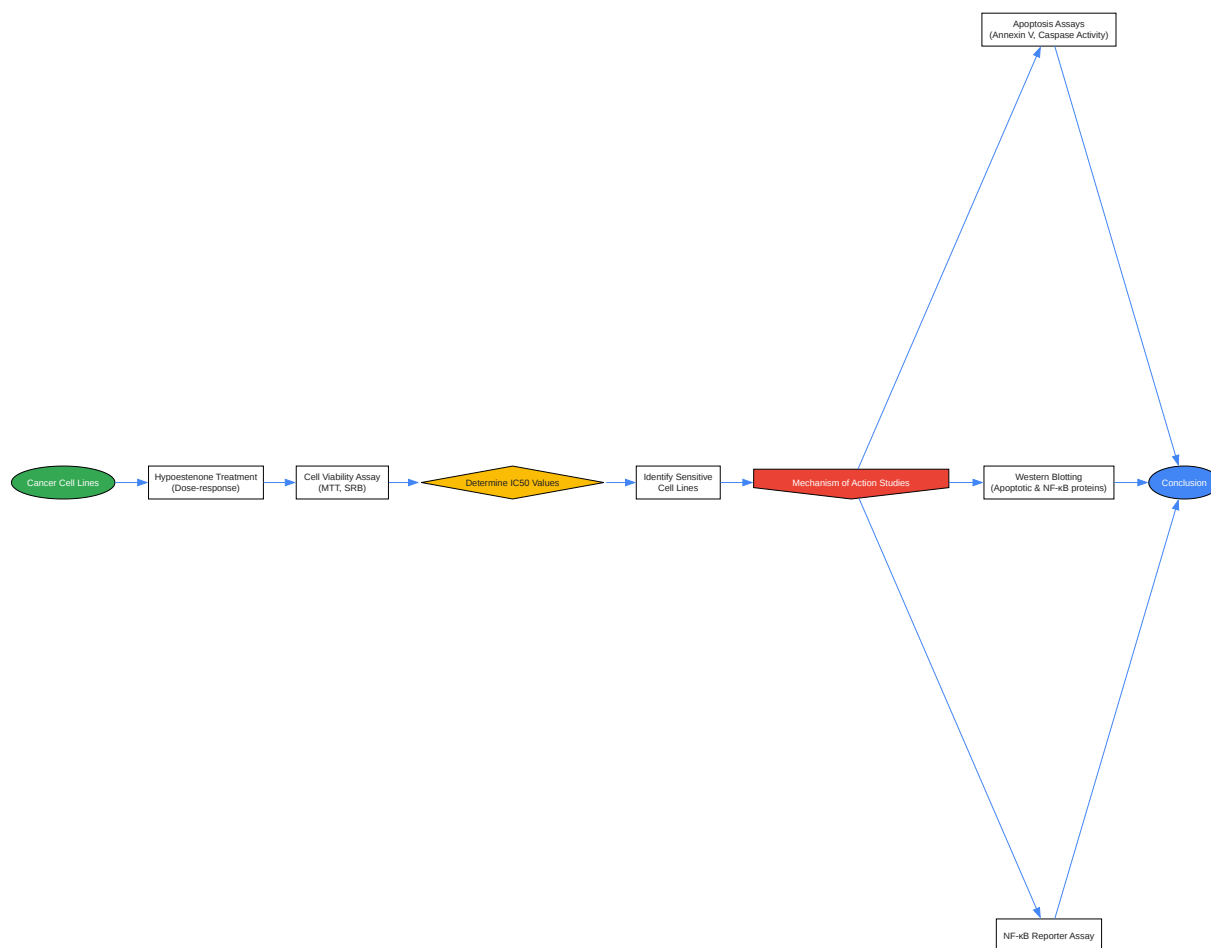 Apoptosis Assays
(Annexin V, Caspase Activity)
Cancer Cell Lines
Hypoestenone Treatment
(Dose-response)
Cell Viability Assay
(MTT, SRB)
Determine IC50 Values
Identify Sensitive
Cell Lines
Mechanism of Action Studies
Western Blotting
(Apoptotic & NF-κB proteins)
Conclusion
NF-κB Reporter Assay